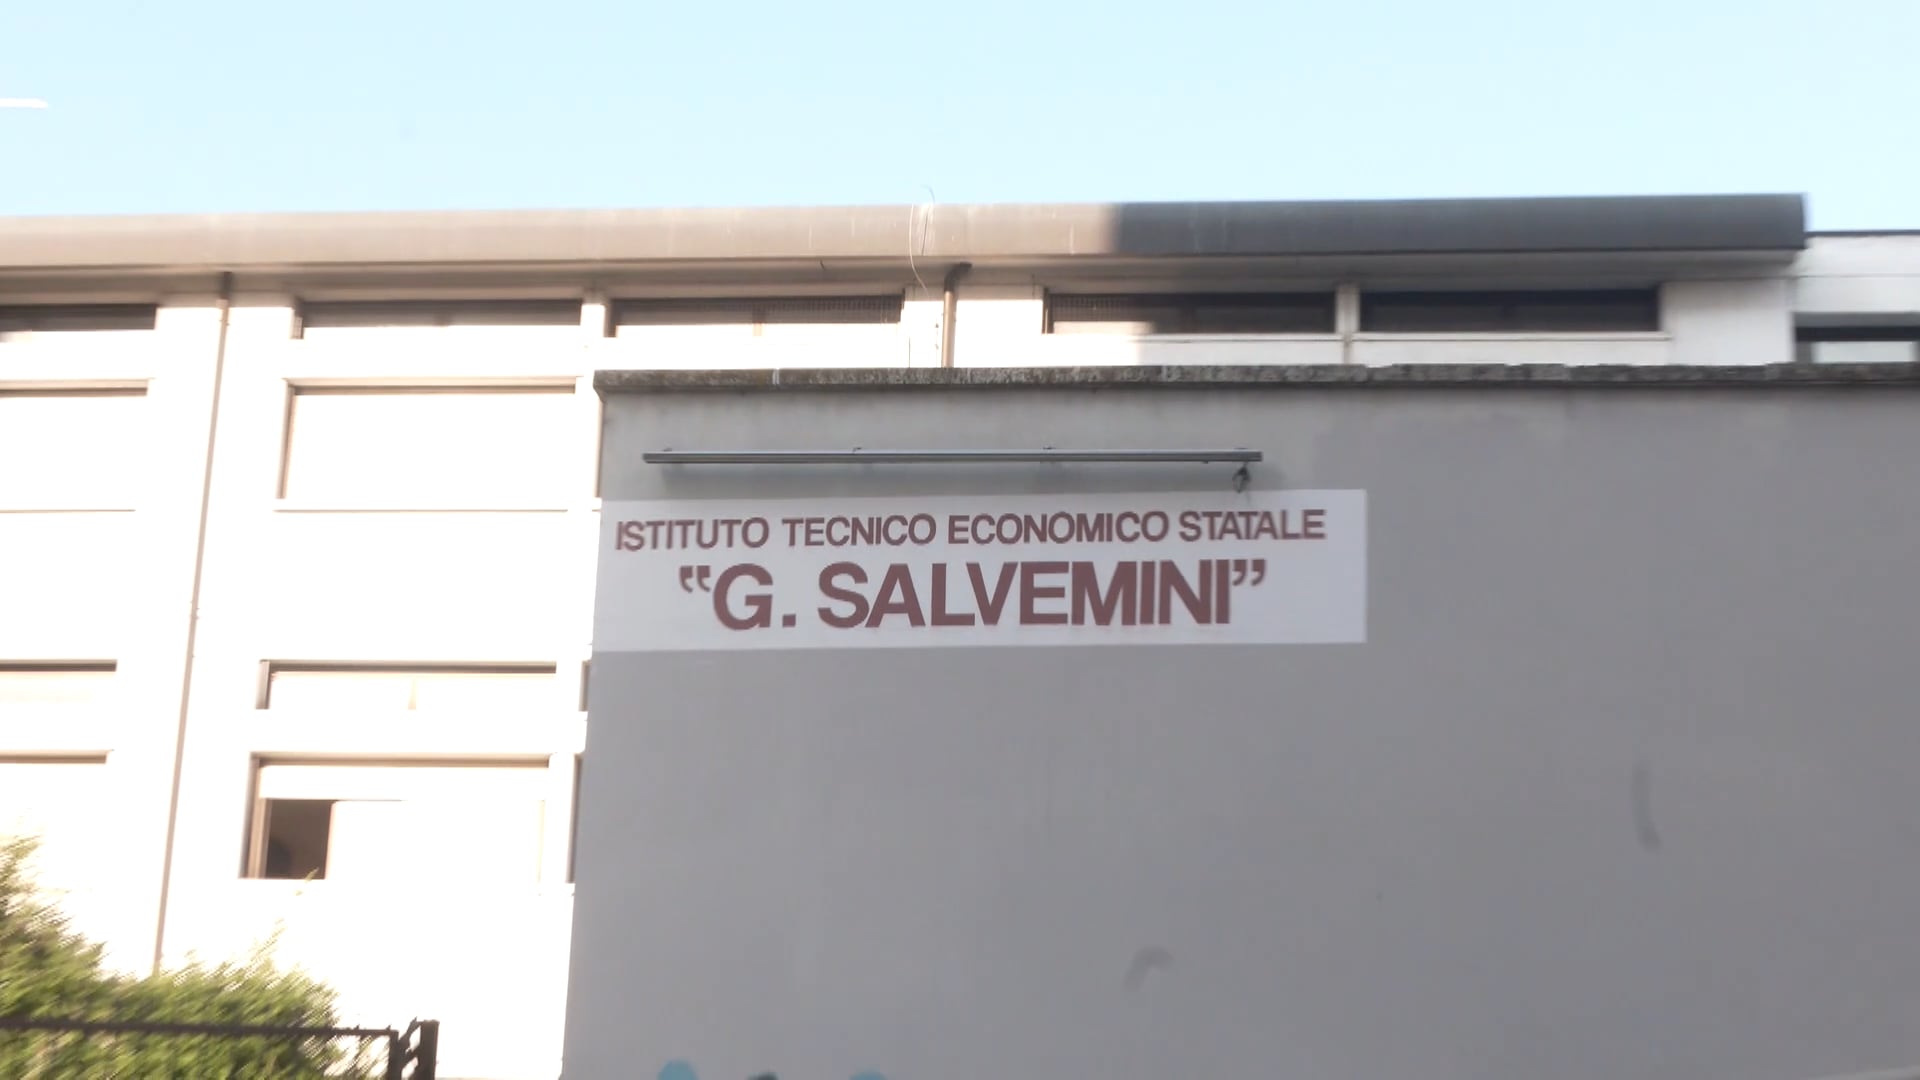 ISTITUTO TECNICO ECONOMICO STATALE
“G. SALVEMINI”